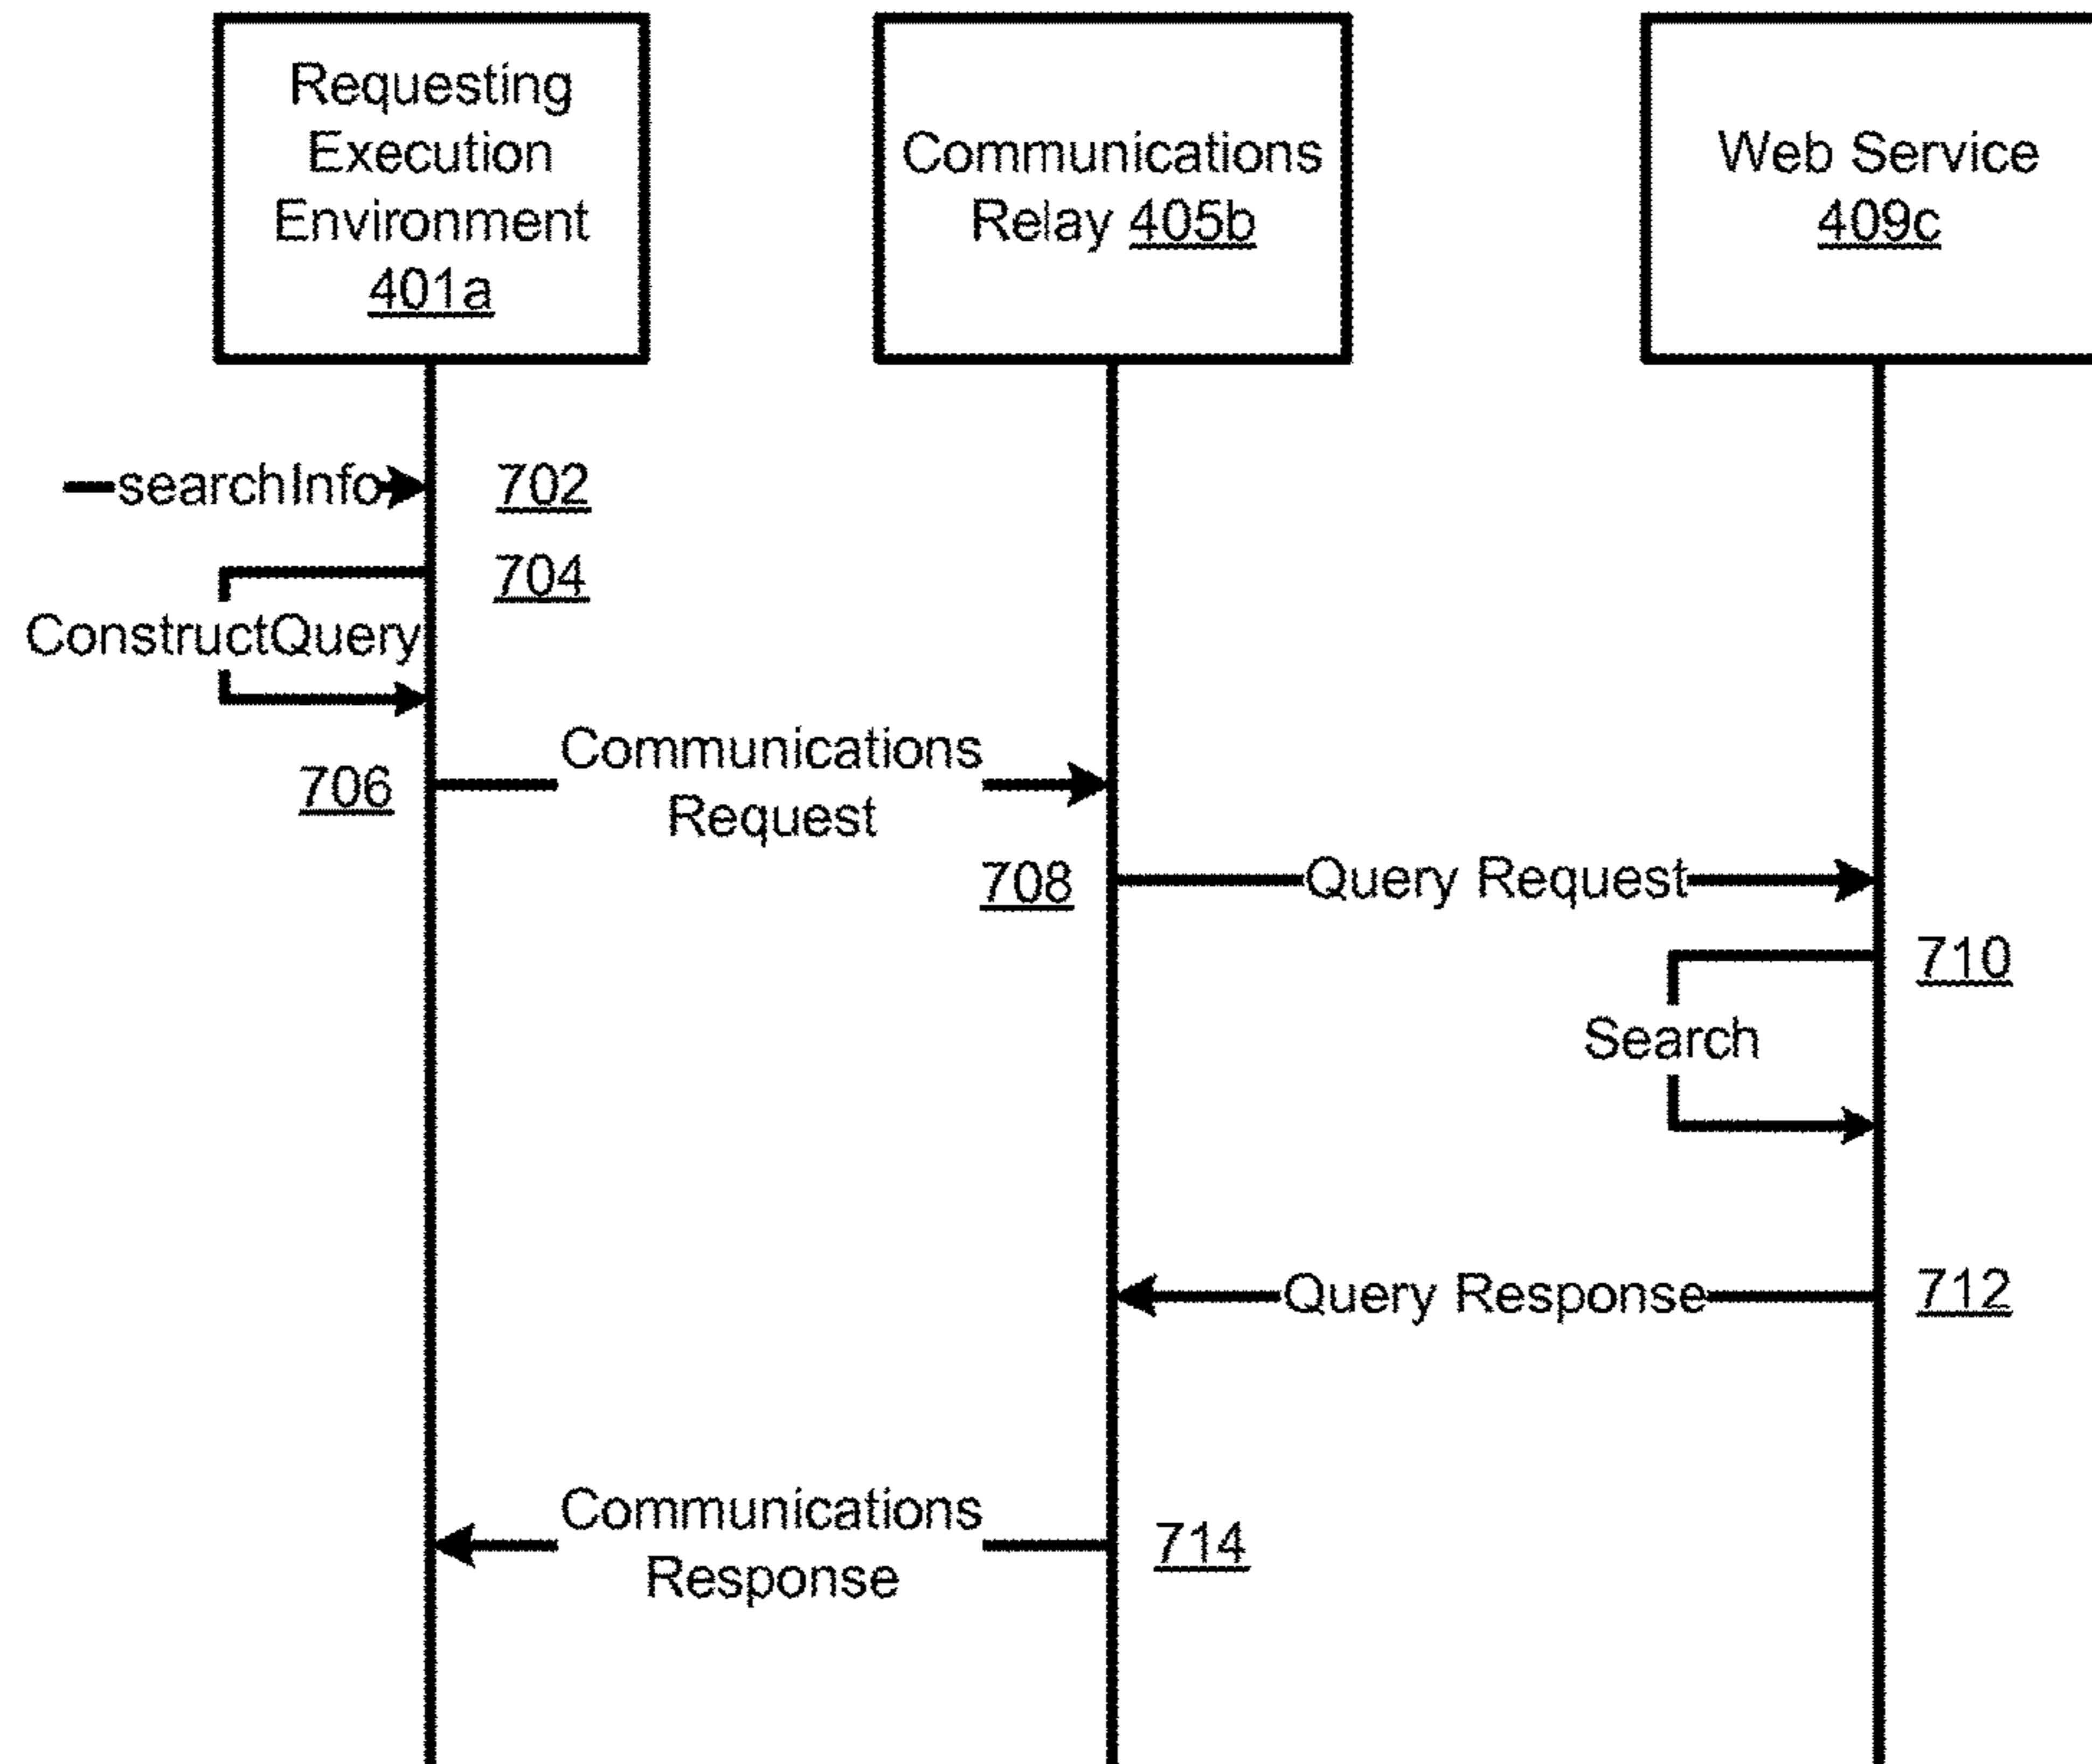 Requesting
Execution
Environment
401a
Communications
Relay 405b
Web Service
409c
searchInfo
702
704
ConstructQuery
706
Communications
Request
708
Query Request
710
Search
Query Response
712
Communications
Response
714